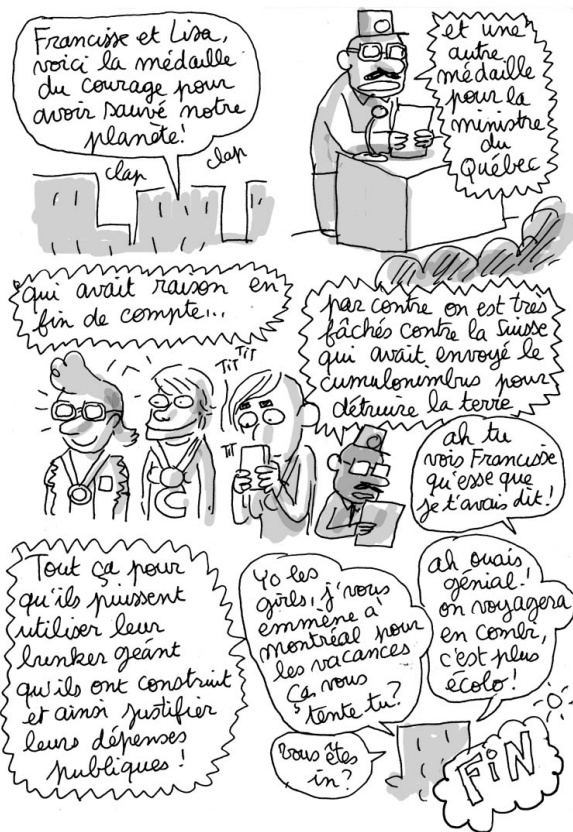 Francisse et Lisa,
voici la médaille
du courage pour
avoir sauvé notre
planète!
clap
clap
et une
autre
médaille
pour la
ministre
du
Québec
qui avait raison en
fin de compte...
TiT
TiT
TiT
par contre on est très
fâchés contre la Suisse
qui avait envoyé le
cumulonimbus pour
détruire la terre
ah tu
vois Francisse
qu'esse que
je t'avais dit!
Tout ça pour
qu'ils puissent
utiliser leur
bunker géant
qu'ils ont construit
et ainsi justifier
leurs dépenses
publiques!
Yo les
girls, j'vous
emmène à
montréal pour
les vacances
ça vous
tente tu?
ah ouais
génial!
on voyagera
en combi,
c'est plus
écolo!
vous êtes
in?
FiN